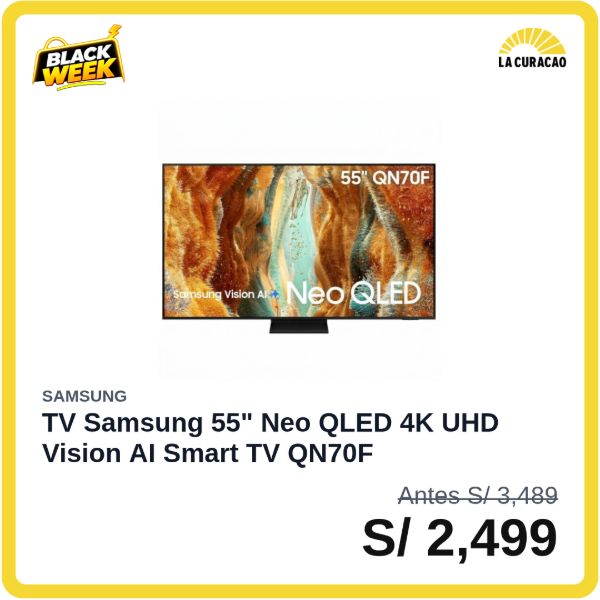 BLACK
WEEK
LA CURACAO
55" QN70F
Samsung Vision AI
Neo QLED
SAMSUNG
TV Samsung 55" Neo QLED 4K UHD
Vision AI Smart TV QN70F
Antes S/ 3,489
S/ 2,499